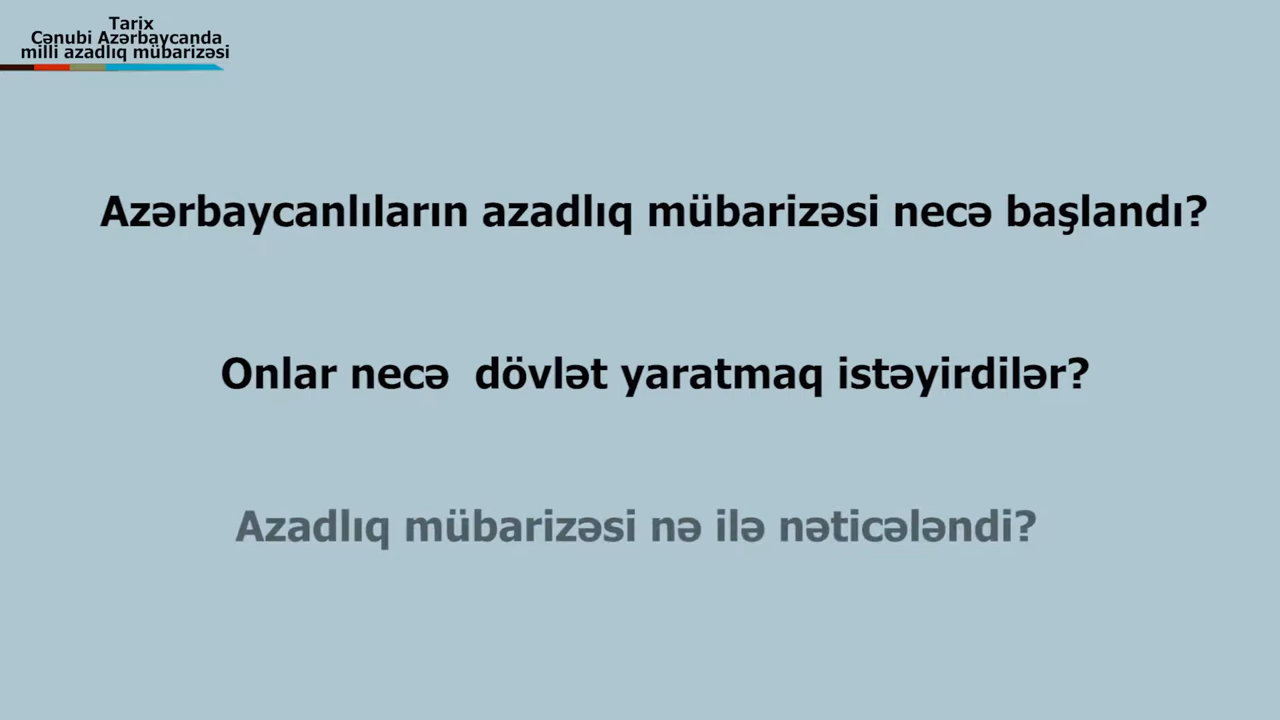 Tarix
Cənubi Azərbaycanda
milli azadlıq mübarizəsi
Azərbaycanlıların azadlıq mübarizəsi necə başlandı?
Onlar necə  dövlət yaratmaq istəyirdilər?
Azadlıq mübarizəsi nə ilə nəticələndi?